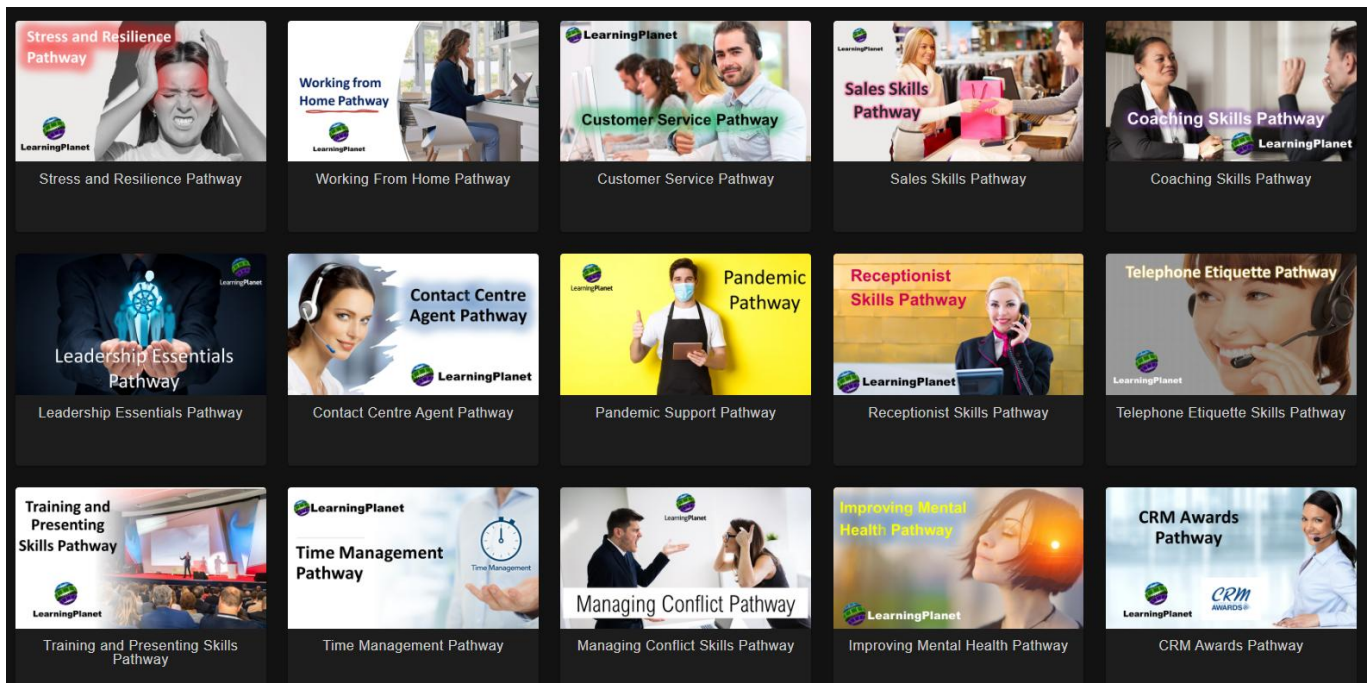 Stress and Resilience
Pathway
LearningPlanet
Stress and Resilience Pathway
Working from
Home Pathway
LearningPlanet
Working From Home Pathway
LearningPlanet
Customer Service Pathway
Customer Service Pathway
LearningPlanet
Sales Skills
Pathway
Sales Skills Pathway
Coaching Skills Pathway
LearningPlanet
Coaching Skills Pathway
LearningPlanet
Leadership Essentials
Pathway
Leadership Essentials Pathway
Contact Centre
Agent Pathway
LearningPlanet
Contact Centre Agent Pathway
LearningPlanet
Pandemic
Pathway
Pandemic Support Pathway
Receptionist
Skills Pathway
LearningPlanet
Receptionist Skills Pathway
Telephone Etiquette Pathway
LearningPlanet
Telephone Etiquette Skills Pathway
Training and
Presenting
Skills Pathway
LearningPlanet
Training and Presenting Skills
Pathway
LearningPlanet
Time Management
Pathway
Time Management
Time Management Pathway
LearningPlanet
Managing Conflict Pathway
Managing Conflict Skills Pathway
Improving Mental
Health Pathway
LearningPlanet
Improving Mental Health Pathway
CRM Awards
Pathway
LearningPlanet
CRM
AWARDS®
CRM Awards Pathway